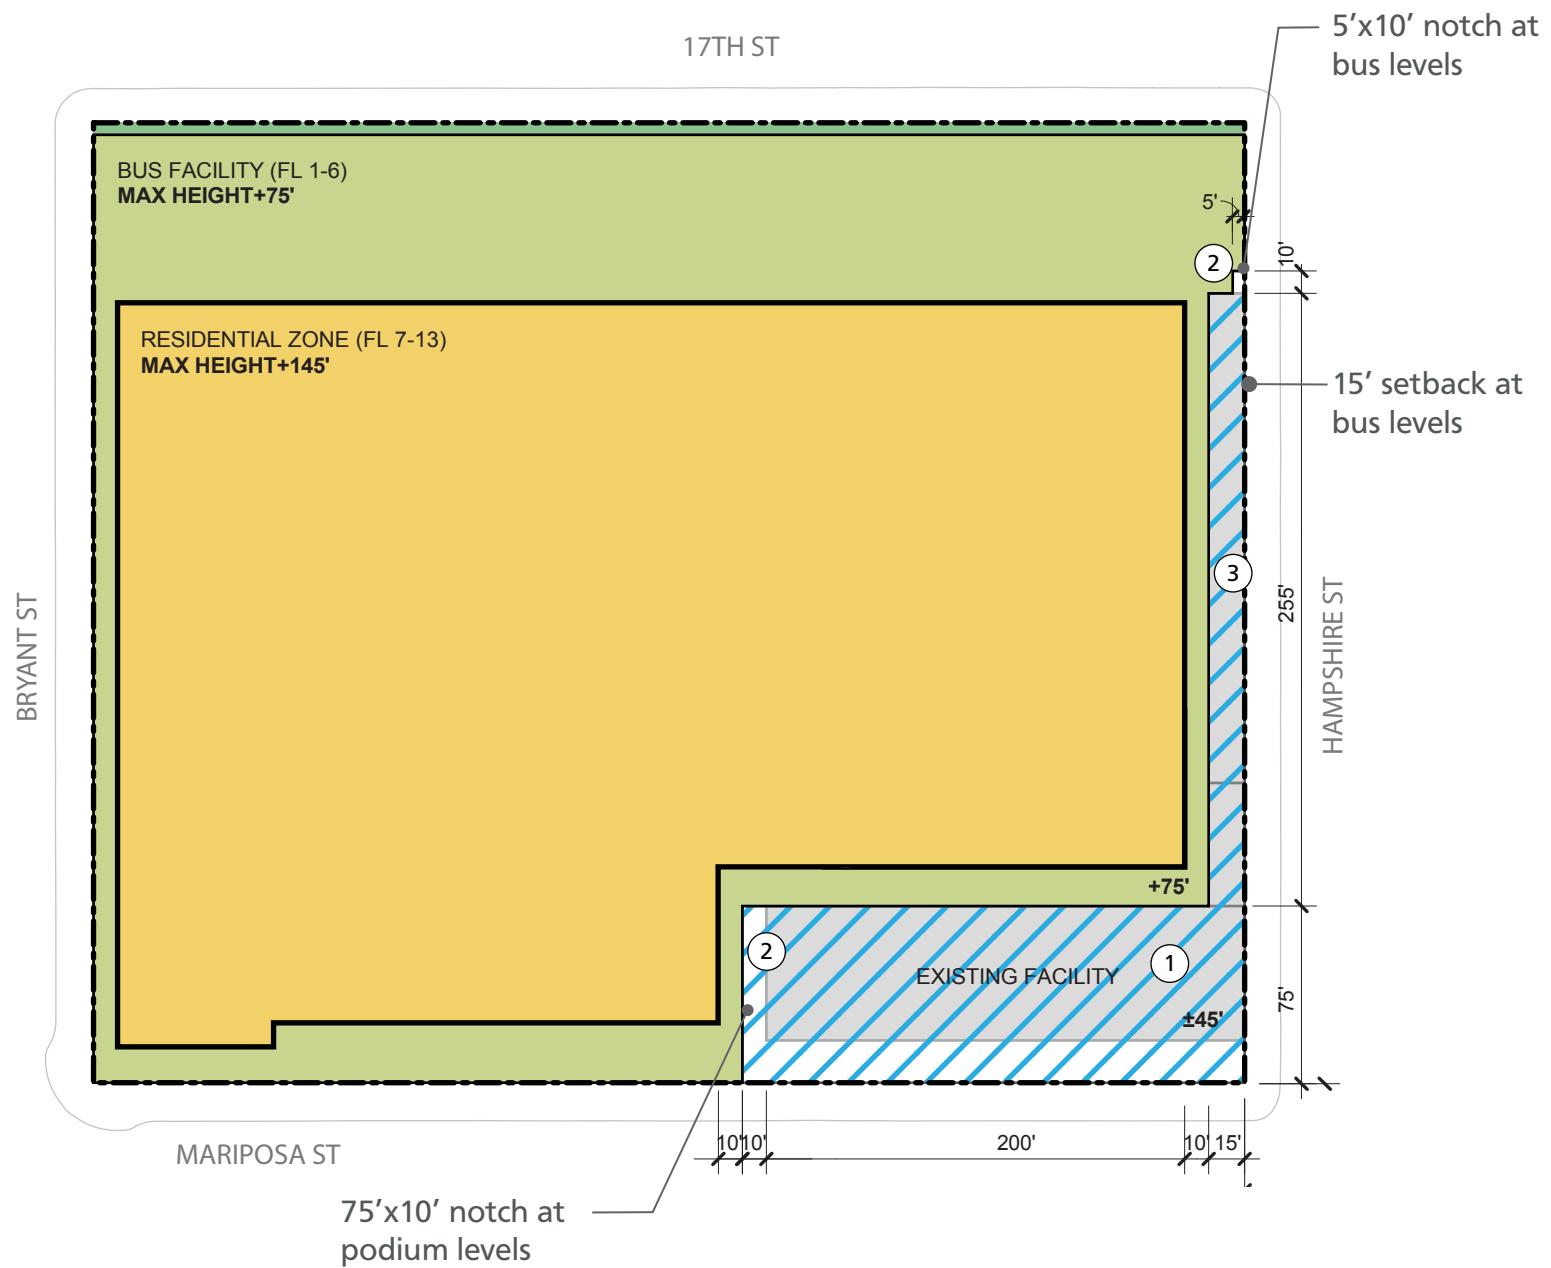 5’x10’ notch at
bus levels
17TH ST
BUS FACILITY (FL 1-6)
MAX HEIGHT+75'
5'
2
10'
RESIDENTIAL ZONE (FL 7-13)
MAX HEIGHT+145'
15’ setback at
bus levels
3
255'
BRYANT ST
HAMPSHIRE ST
+75'
2
1
EXISTING FACILITY
±45'
75'
MARIPOSA ST
10'
10'
200'
10'
15'
75’x10’ notch at
podium levels